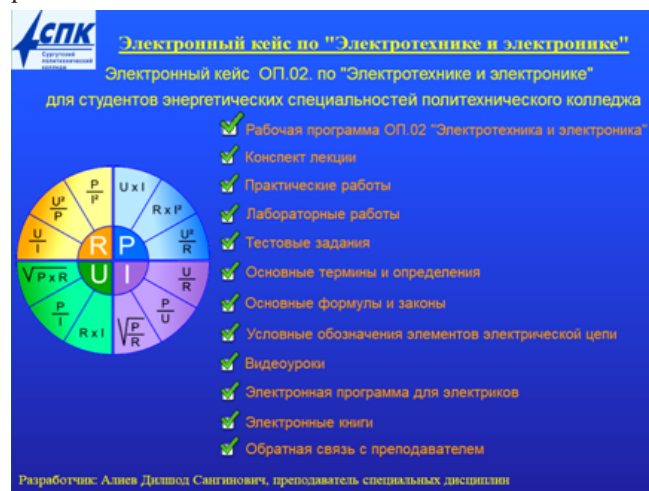 СПК
Сургутский
политехнический
колледж
Электронный кейс по "Электротехнике и электронике"
Электронный кейс ОП.02. по "Электротехнике и электронике"
для студентов энергетических специальностей политехнического колледжа
Рабочая программа ОП.02 "Электротехника и электроника"
Конспект лекции
Практические работы
Лабораторные работы
Тестовые задания
Основные термины и определения
Основные формулы и законы
Условные обозначения элементов электрической цепи
Видеоуроки
Электронная программа для электриков
Электронные книги
Обратная связь с преподавателем
R P
U I
U x I
R x I²
U²/R
U/R
P/U
√P/R
R x I
P/I
√P x R
U/I
U²/P
P/I²
Разработчик: Алиев Дилшод Сангинович, преподаватель специальных дисциплин